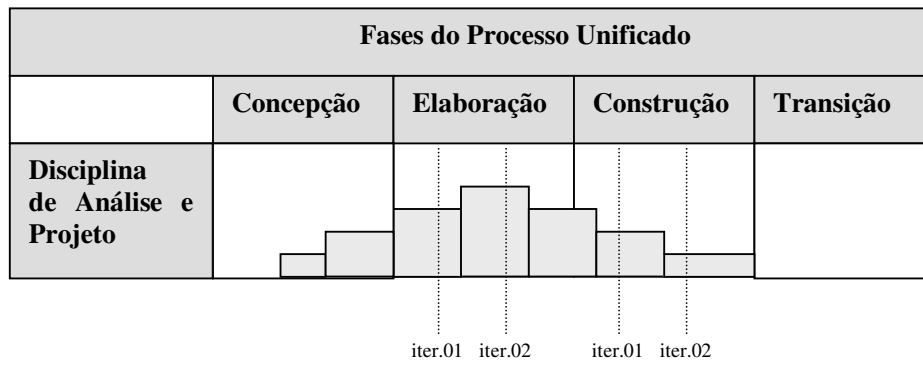 Fases do Processo Unificado
Concepção Elaboração Construção Transição
Disciplina
de Análise e
Projeto
iter.01 iter.02 iter.01 iter.02